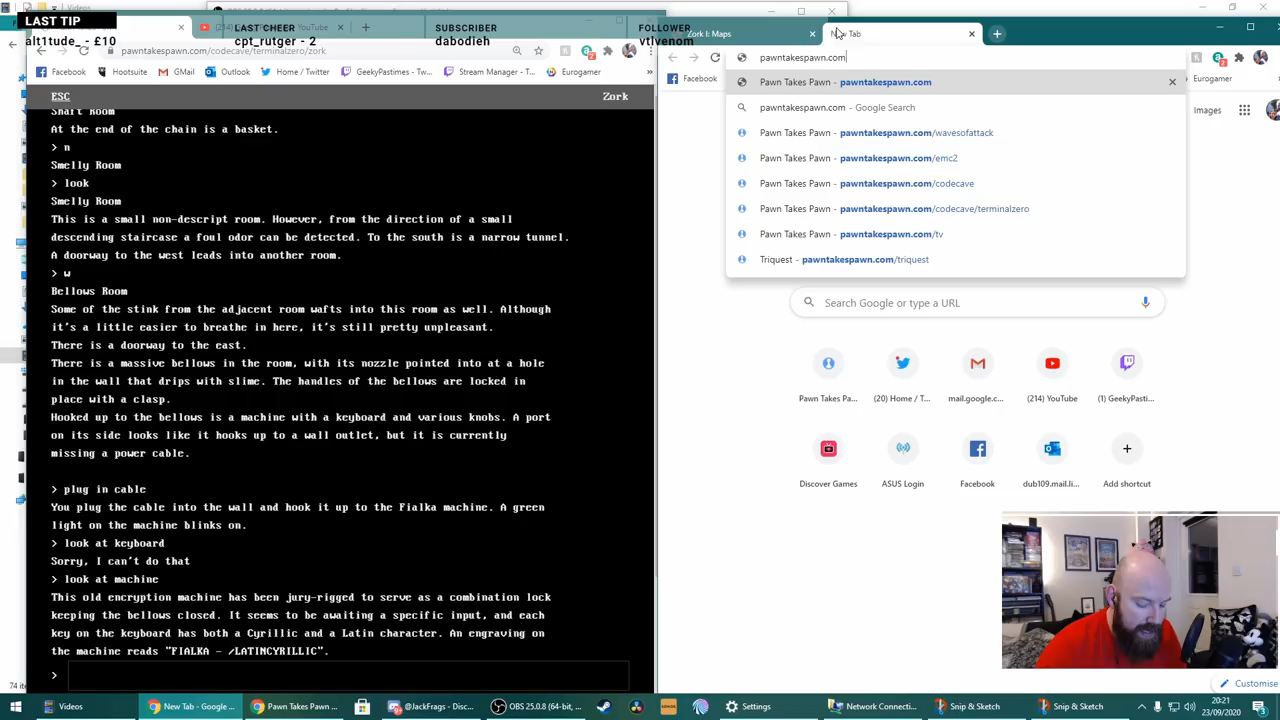 LAST TIP
alt1tude_ - £10
LAST CHEER
cpt_rutger - 2
SUBSCRIBER
dabodieh
FOLLOWER
vtlvenom
YouTube
pawntakespawn.com/codecave/terminalzero/zork
Facebook
Hootsuite
GMail
Outlook
Twitter
GeekyPastimes - T...
Stream Manager - T...
Eurogamer
ESC
Zork
Shaft Room
At the end of the chain is a basket.
> n
Smelly Room
> look
Smelly Room
This is a small non-descript room. However, from the direction of a small
descending staircase a foul odor can be detected. To the south is a narrow tunnel.
A doorway to the west leads into another room.
> w
Bellows Room
Some of the stink from the adjacent room wafts into this room as well. Although
it's a little easier to breathe in here, it's still pretty unpleasant.
There is a doorway to the east.
There is a massive bellows in the room, with its nozzle pointed into at a hole
in the wall that drips with slime. The handles of the bellows are locked in
place with a clasp.
Hooked up to the bellows is a machine with a keyboard and various knobs. A port
on its side looks like it hooks up to a wall outlet, but it is currently
missing a power cable.
> plug in cable
You plug the cable into the wall and hook it up to the Fialka machine. A green
light on the machine blinks on.
> look at keyboard
Sorry, I can't do that
> look at machine
This old encryption machine has been jury-rigged to serve as a combination lock
keeping the bellows closed. It seems to be awaiting a specific input, and each
key on the keyboard has both a Cyrillic and a Latin character. An engraving on
the machine reads "FIALKA - /LATINCYRILLIC".
>
Zork I: Maps
Tab
pawntakespawn.com
Facebook
Eurogamer
Pawn Takes Pawn - pawntakespawn.com
pawntakespawn.com - Google Search
Pawn Takes Pawn - pawntakespawn.com/wavesofattack
Pawn Takes Pawn - pawntakespawn.com/emc2
Pawn Takes Pawn - pawntakespawn.com/codecave
Pawn Takes Pawn - pawntakespawn.com/codecave/terminalzero
Pawn Takes Pawn - pawntakespawn.com/tv
Triquest - pawntakespawn.com/triquest
Images
Search Google or type a URL
Pawn Takes Pa...
(20) Home / T...
mail.google.c...
(214) YouTube
(1) GeekyPasti...
Discover Games
ASUS Login
Facebook
dub109.mail.li...
Add shortcut
Customise
74 ite
Videos
New Tab - Google ...
Pawn Takes Pawn ...
@JackFrags - Disc...
OBS 25.0.8 (64-bit, ...
SONOS
Settings
Network Connecti...
Snip & Sketch
Snip & Sketch
20:21
23/09/2020
3